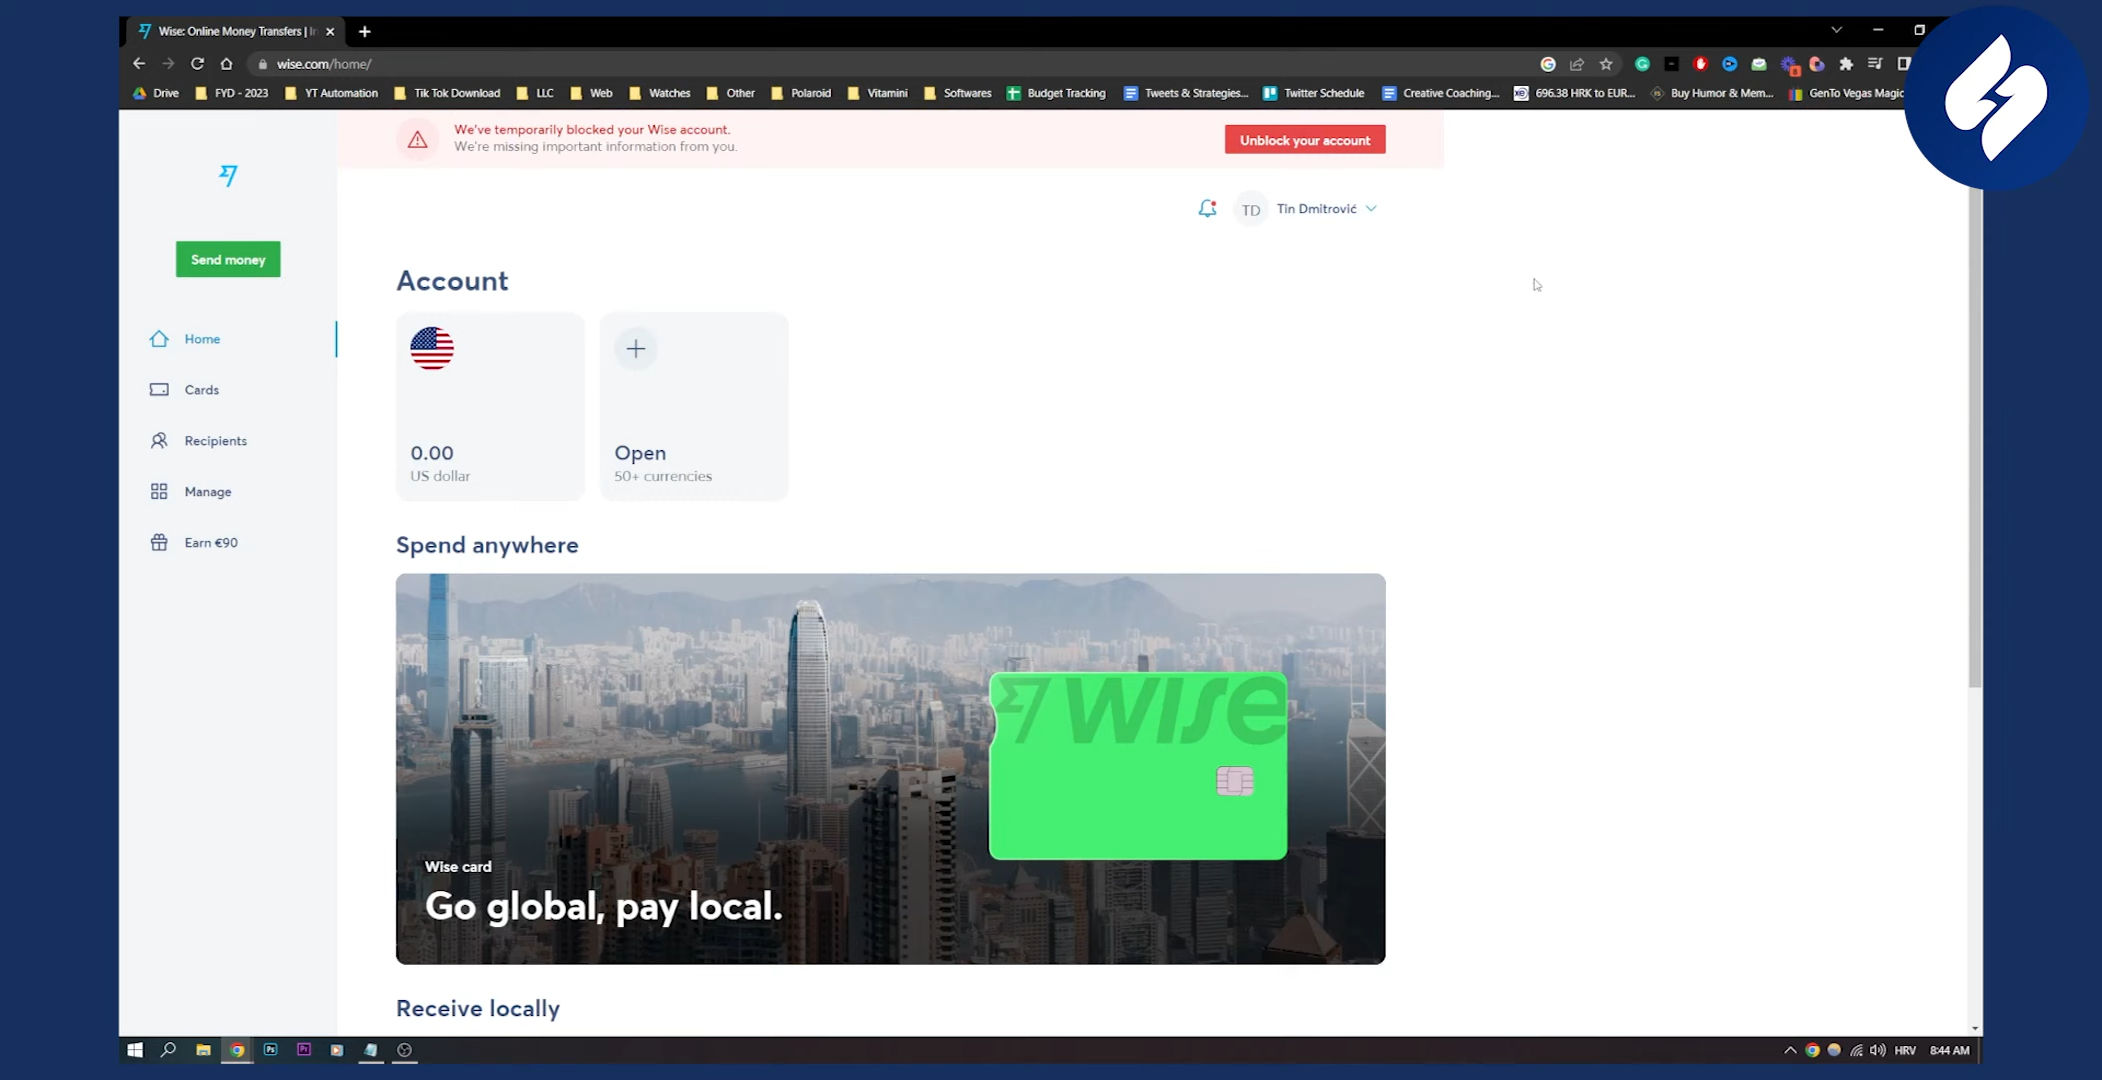 Wise: Online Money Transfers | In
wise.com/home/
Drive FYD - 2023 YT Automation Tik Tok Download LLC Web Watches Other Polaroid Vitamini Softwares Budget Tracking Tweets & Strategies... Twitter Schedule Creative Coaching... 696.38 HRK to EUR... Buy Humor & Mem... GenTo Vegas Magic
We've temporarily blocked your Wise account.
We're missing important information from you.
Unblock your account
TD Tin Dmitrović
Send money
Home
Cards
Recipients
Manage
Earn €90
Account
0.00
US dollar
Open
50+ currencies
Spend anywhere
WISE
Wise card
Go global, pay local.
Receive locally
Ps Pr
HRV 8:44 AM